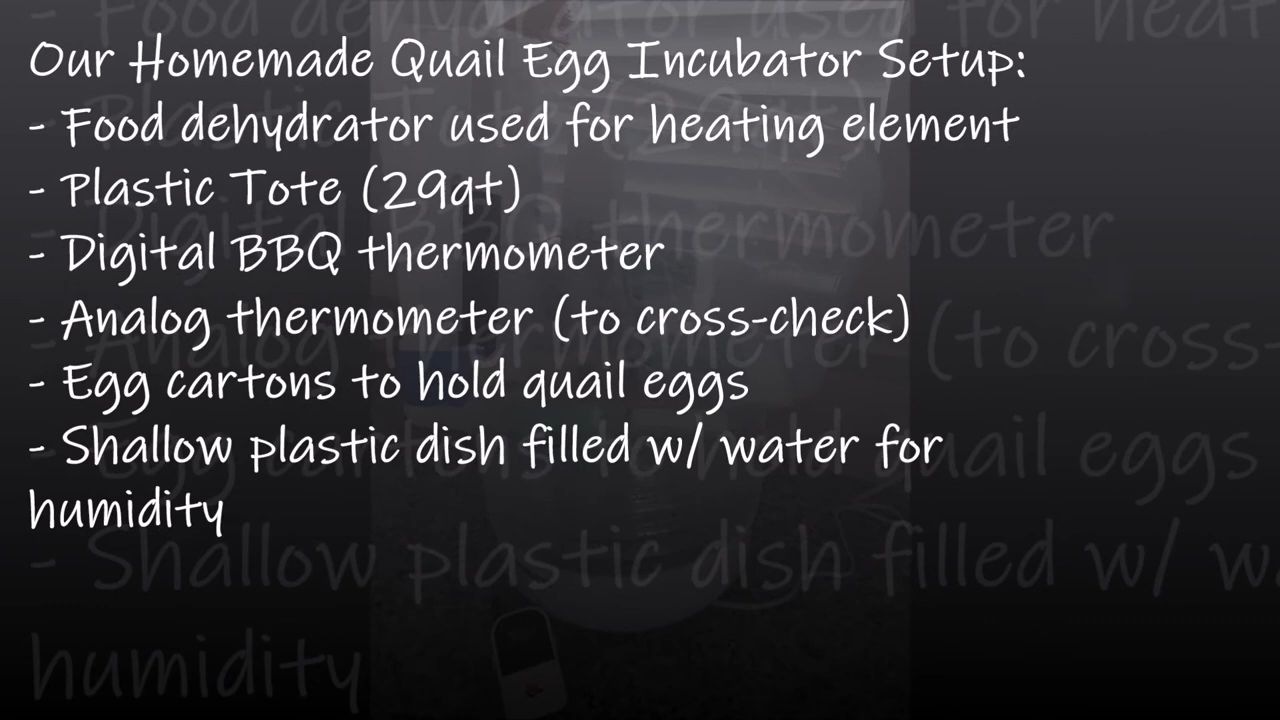 Our Homemade Quail Egg Incubator Setup:
- Food dehydrator used for heating element
- Plastic Tote (29qt)
- Digital BBQ thermometer
- Analog thermometer (to cross-check)
- Egg cartons to hold quail eggs
- Shallow plastic dish filled w/ water for
humidity